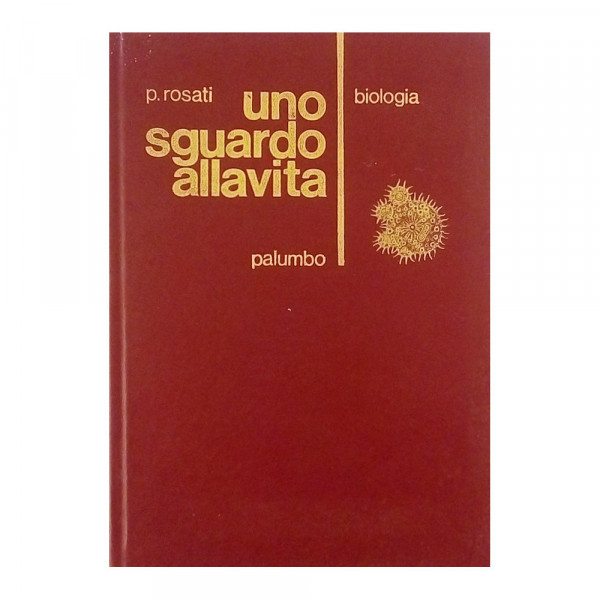 p. rosati uno biologia
sguardo
allavita
palumbo